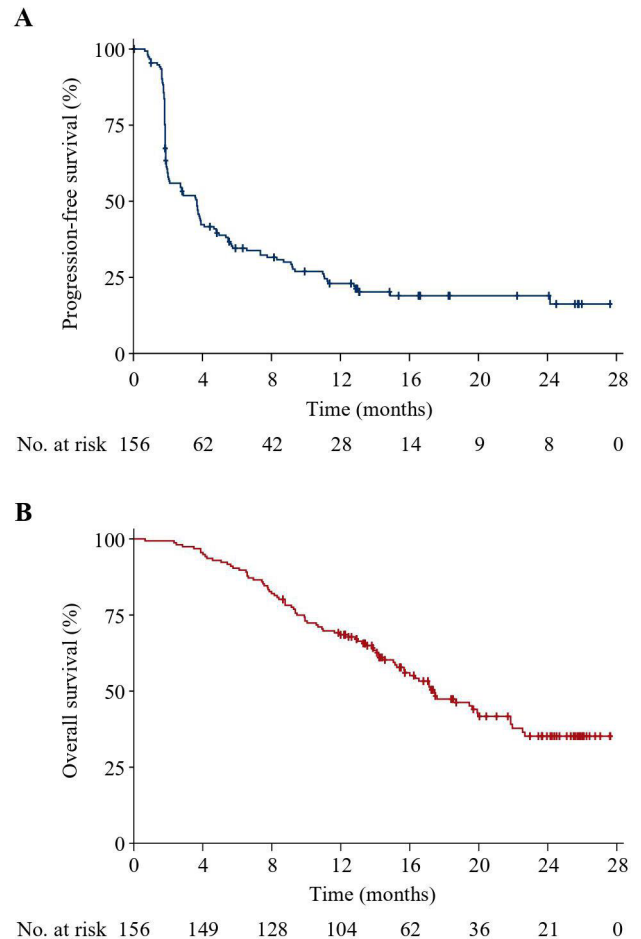 A
Progression-free survival (%)
100
75
50
25
0
0 4 8 12 16 20 24 28
Time (months)
No. at risk 156 62 42 28 14 9 8 0
B
Overall survival (%)
100
75
50
25
0
0 4 8 12 16 20 24 28
Time (months)
No. at risk 156 149 128 104 62 36 21 0